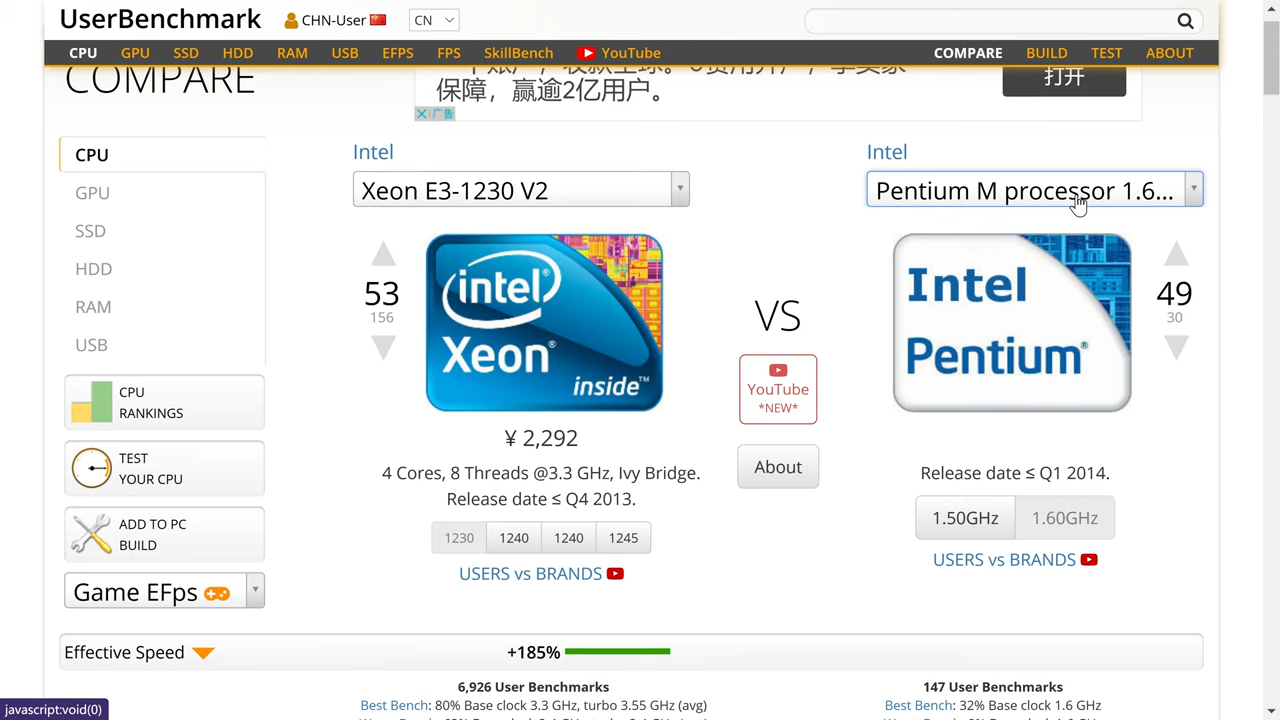 UserBenchmark CHN-User CN
CPU GPU SSD HDD RAM USB EFPS FPS SkillBench YouTube COMPARE BUILD TEST ABOUT
COMPARE
保障，赢逾2亿用户。
打开
广告
CPU
GPU
SSD
HDD
RAM
USB
CPU
RANKINGS
TEST
YOUR CPU
ADD TO PC
BUILD
Game EFps
Intel
Xeon E3-1230 V2
53
156
intel®
Xeon®
inside™
¥ 2,292
4 Cores, 8 Threads @3.3 GHz, Ivy Bridge.
Release date ≤ Q4 2013.
1230 1240 1240 1245
USERS vs BRANDS
VS
YouTube
*NEW*
About
Intel
Pentium M processor 1.6...
Intel
Pentium®
49
30
Release date ≤ Q1 2014.
1.50GHz 1.60GHz
USERS vs BRANDS
Effective Speed +185%
6,926 User Benchmarks
Best Bench: 80% Base clock 3.3 GHz, turbo 3.55 GHz (avg)
147 User Benchmarks
Best Bench: 32% Base clock 1.6 GHz
javascript:void(0)